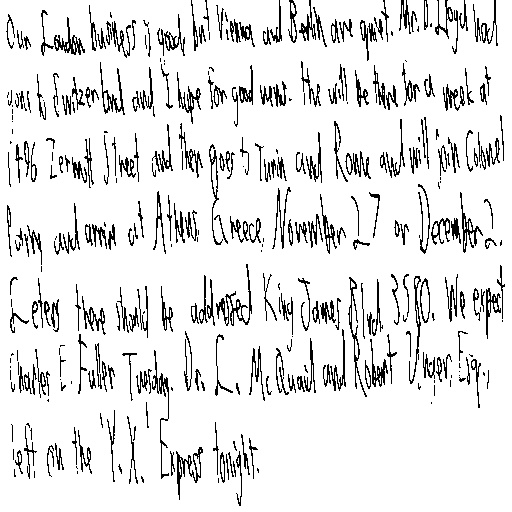 Our London business is good, but Vienna and Berlin are quiet. Mr. D. Lloyd had
gone to Switzerland and I hope for good news. He will be there for a week at
1496 Zermott Street and then goes to Turin and Rome and will join Colonel
Parry and arrive at Athens, Greece, November 27 or December 2.
Letters there should be addressed King James Blvd. 3580. We expect
Charles E. Fuller Tuesday. Dr. L. McQuaid and Robert Unger, Esq.,
left on the 'Y.X.' Express tonight.